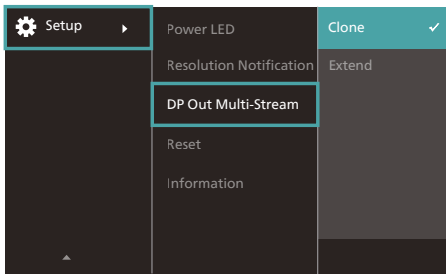 Setup
Power LED
Resolution Notification
DP Out Multi-Stream
Reset
Information
Clone
Extend